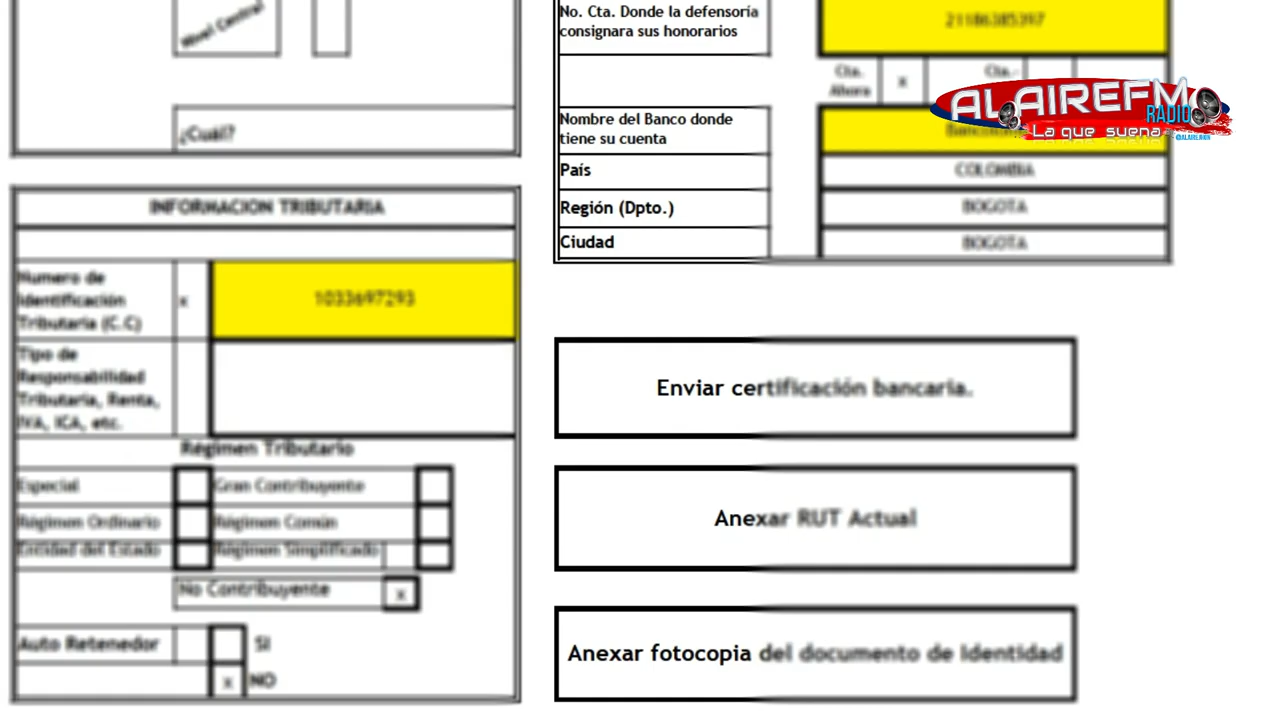 Nivel Central
¿Cuál?
INFORMACION TRIBUTARIA
Numero de
Identificación
Tributaria (C.C)
x
1033697293
Tipo de
Responsabilidad
Tributaria, Renta,
IVA, ICA, etc.
Régimen Tributario
Especial
Gran Contribuyente
Régimen Ordinario
Régimen Común
Entidad del Estado
Régimen Simplificado
No Contribuyente
x
Auto Retenedor
SI
x
NO
No. Cta. Donde la defensoría
consignara sus honorarios
21186385397
Cta.
Ahorro
x
Cta.-
Nombre del Banco donde
tiene su cuenta
País
COLOMBIA
Región (Dpto.)
BOGOTA
Ciudad
BOGOTA
ALAIREFM
RADIO
La que suena
Enviar certificación bancaria.
Anexar RUT Actual
Anexar fotocopia del documento de Identidad